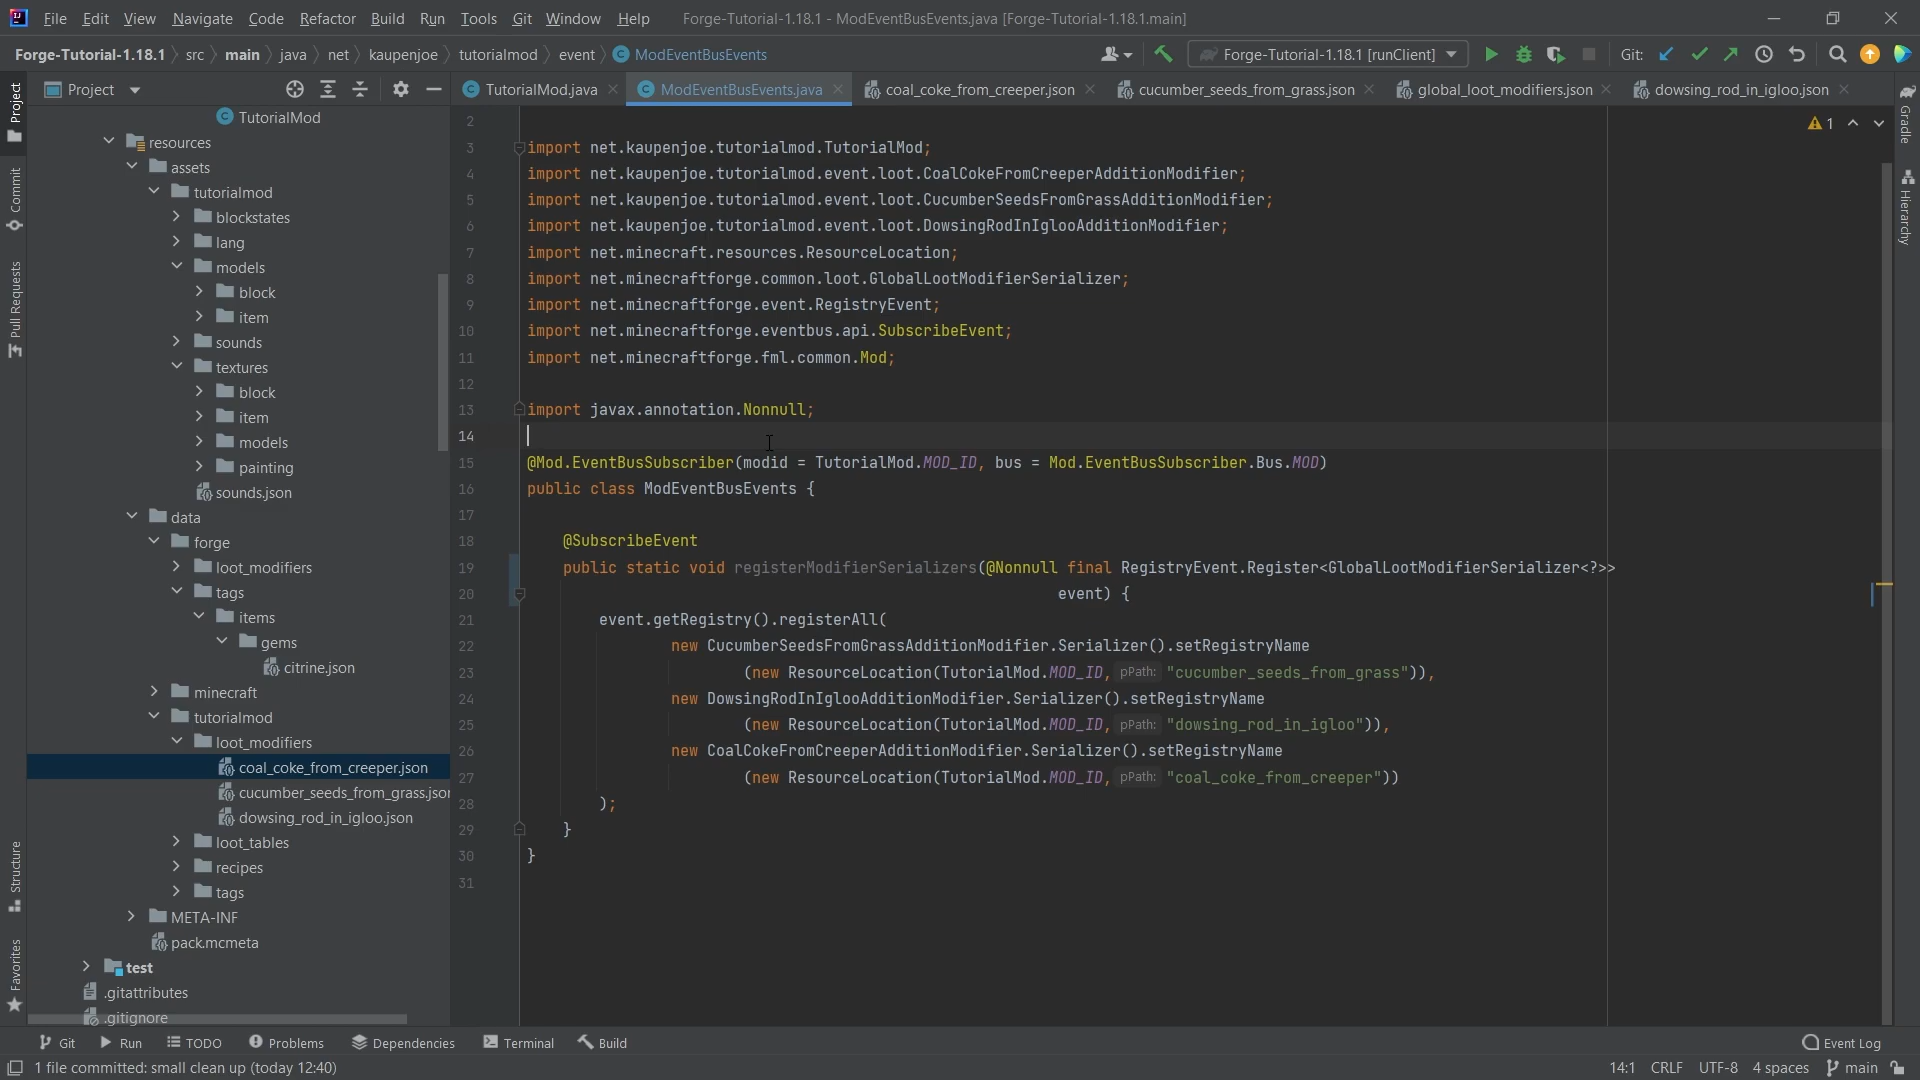 File Edit View Navigate Code Refactor Build Run Tools Git Window Help Forge-Tutorial-1.18.1 - ModEventBusEvents.java [Forge-Tutorial-1.18.1.main]
Forge-Tutorial-1.18.1 src main java net kaupenjoe tutorialmod event ModEventBusEvents Forge-Tutorial-1.18.1 [runClient] Git:
Project
TutorialMod.java ModEventBusEvents.java coal_coke_from_creeper.json cucumber_seeds_from_grass.json global_loot_modifiers.json dowsing_rod_in_igloo.json
Project
Commit
Pull Requests
Structure
Favorites
TutorialMod
resources
assets
tutorialmod
blockstates
lang
models
block
item
sounds
textures
block
item
models
painting
sounds.json
data
forge
loot_modifiers
tags
items
gems
citrine.json
minecraft
tutorialmod
loot_modifiers
coal_coke_from_creeper.json
cucumber_seeds_from_grass.json
dowsing_rod_in_igloo.json
loot_tables
recipes
tags
META-INF
pack.mcmeta
test
.gitattributes
.gitignore
2
3 import net.kaupenjoe.tutorialmod.TutorialMod;
4 import net.kaupenjoe.tutorialmod.event.loot.CoalCokeFromCreeperAdditionModifier;
5 import net.kaupenjoe.tutorialmod.event.loot.CucumberSeedsFromGrassAdditionModifier;
6 import net.kaupenjoe.tutorialmod.event.loot.DowsingRodInIglooAdditionModifier;
7 import net.minecraft.resources.ResourceLocation;
8 import net.minecraftforge.common.loot.GlobalLootModifierSerializer;
9 import net.minecraftforge.event.RegistryEvent;
10 import net.minecraftforge.eventbus.api.SubscribeEvent;
11 import net.minecraftforge.fml.common.Mod;
12
13 import javax.annotation.Nonnull;
14
15 @Mod.EventBusSubscriber(modid = TutorialMod.MOD_ID, bus = Mod.EventBusSubscriber.Bus.MOD)
16 public class ModEventBusEvents {
17
18 @SubscribeEvent
19 public static void registerModifierSerializers(@Nonnull final RegistryEvent.Register<GlobalLootModifierSerializer<?>>
20 event) {
21 event.getRegistry().registerAll(
22 new CucumberSeedsFromGrassAdditionModifier.Serializer().setRegistryName
23 (new ResourceLocation(TutorialMod.MOD_ID, pPath: "cucumber_seeds_from_grass")),
24 new DowsingRodInIglooAdditionModifier.Serializer().setRegistryName
25 (new ResourceLocation(TutorialMod.MOD_ID, pPath: "dowsing_rod_in_igloo")),
26 new CoalCokeFromCreeperAdditionModifier.Serializer().setRegistryName
27 (new ResourceLocation(TutorialMod.MOD_ID, pPath: "coal_coke_from_creeper"))
28 );
29 }
30 }
31
1
Gradle
Hierarchy
Git Run TODO Problems Dependencies Terminal Build Event Log
1 file committed: small clean up (today 12:40) 14:1 CRLF UTF-8 4 spaces main